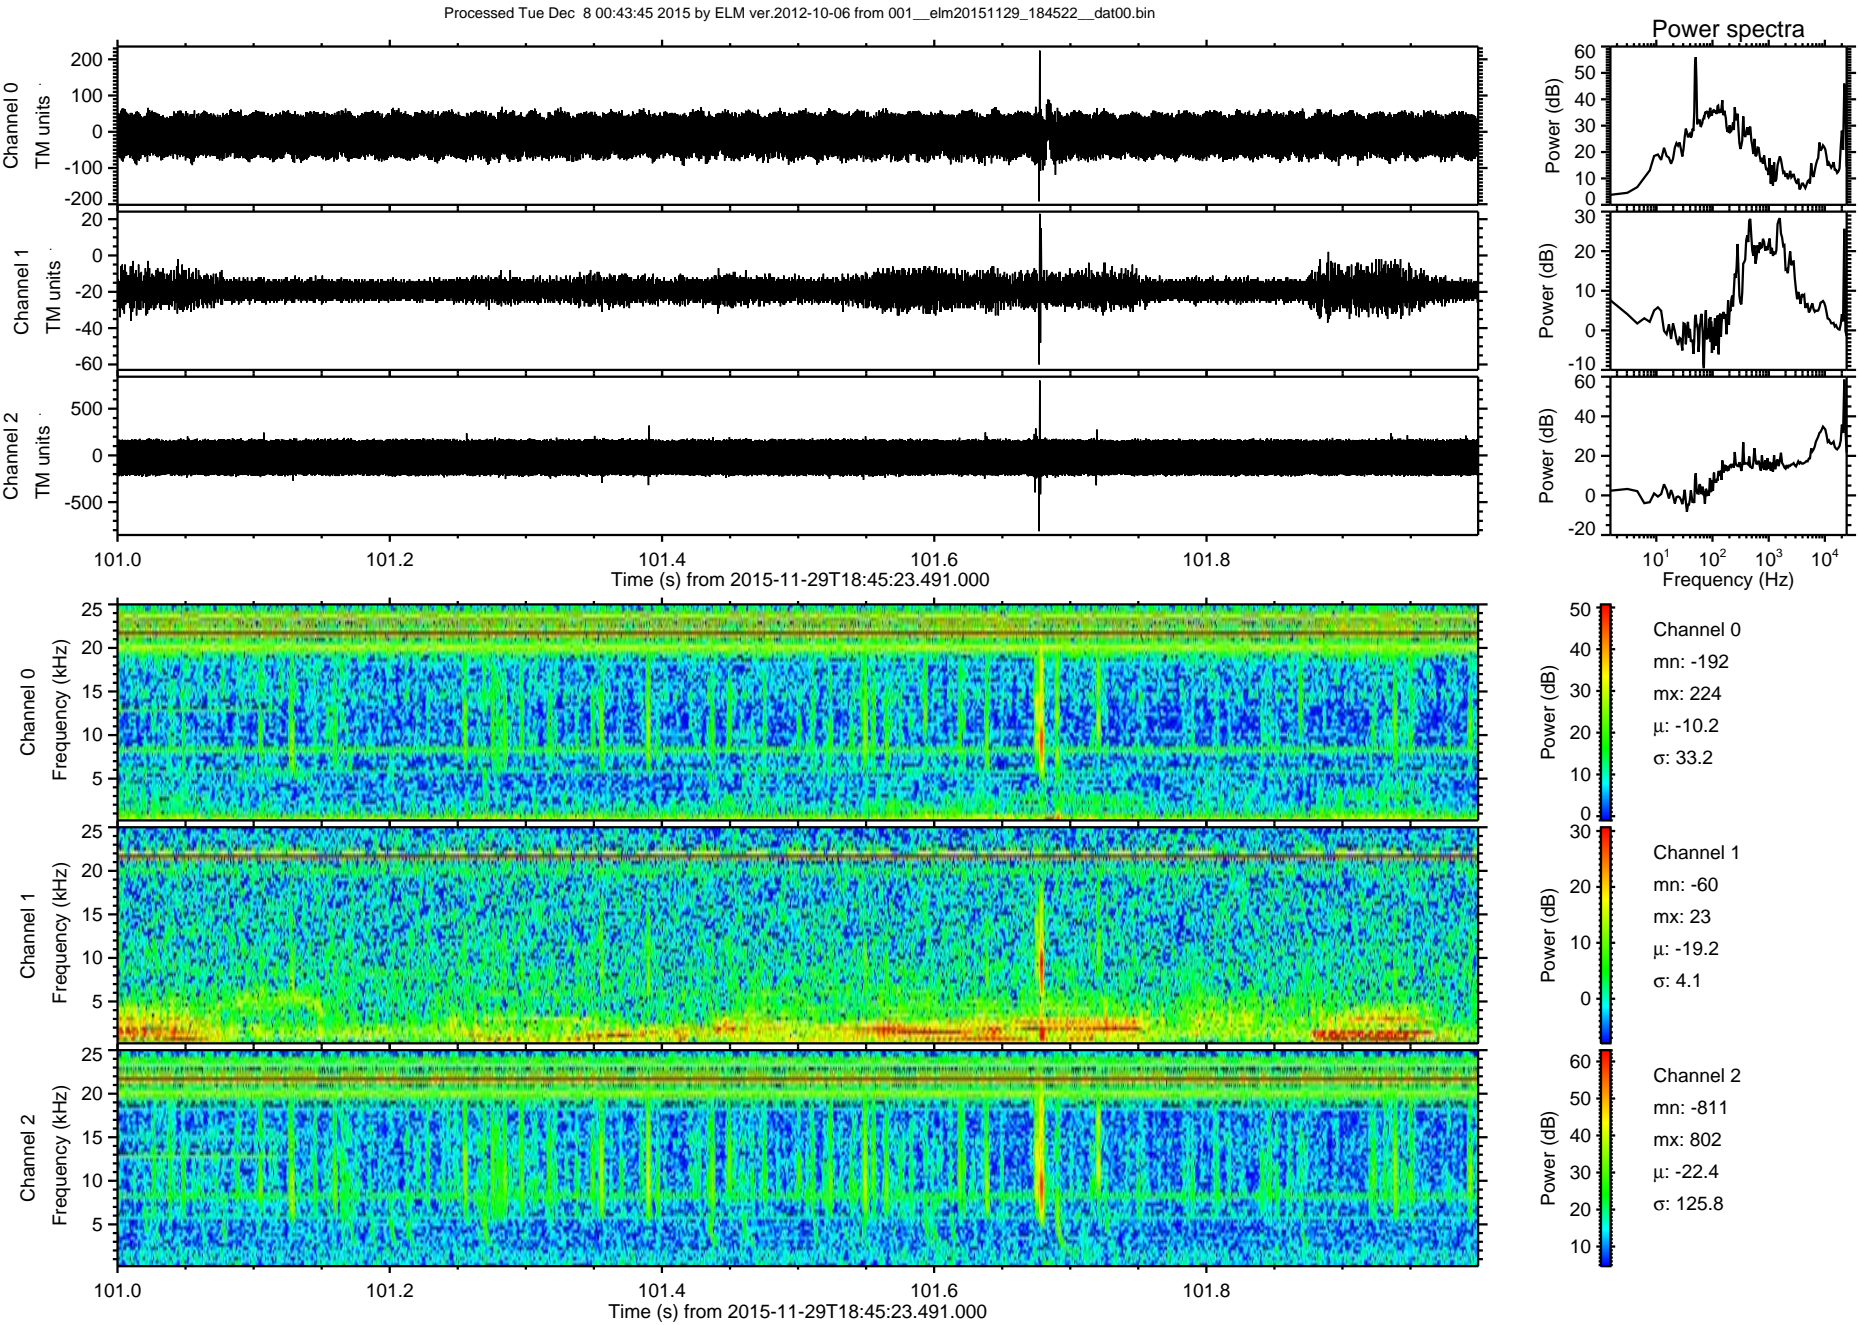 Processed Tue Dec 8 00:43:45 2015 by ELM ver.2012-10-06 from 001__elm20151129_184522__dat00.bin
Power spectra
Channel 0
TM units
200
100
0
-100
-200
Power (dB)
60
50
40
30
20
10
0
Channel 1
TM units
20
0
-20
-40
-60
Power (dB)
30
20
10
0
-10
Channel 2
TM units
500
0
-500
Power (dB)
60
40
20
0
-20
101.0 101.2 101.4 101.6 101.8
Time (s) from 2015-11-29T18:45:23.491.000
10^1 10^2 10^3 10^4
Frequency (Hz)
Channel 0
Frequency (kHz)
25
20
15
10
5
Power (dB)
50
40
30
20
10
0
Channel 0
mn: -192
mx: 224
µ: -10.2
σ: 33.2
Channel 1
Frequency (kHz)
25
20
15
10
5
Power (dB)
30
20
10
0
Channel 1
mn: -60
mx: 23
µ: -19.2
σ: 4.1
Channel 2
Frequency (kHz)
25
20
15
10
5
Power (dB)
60
50
40
30
20
10
Channel 2
mn: -811
mx: 802
µ: -22.4
σ: 125.8
101.0 101.2 101.4 101.6 101.8
Time (s) from 2015-11-29T18:45:23.491.000